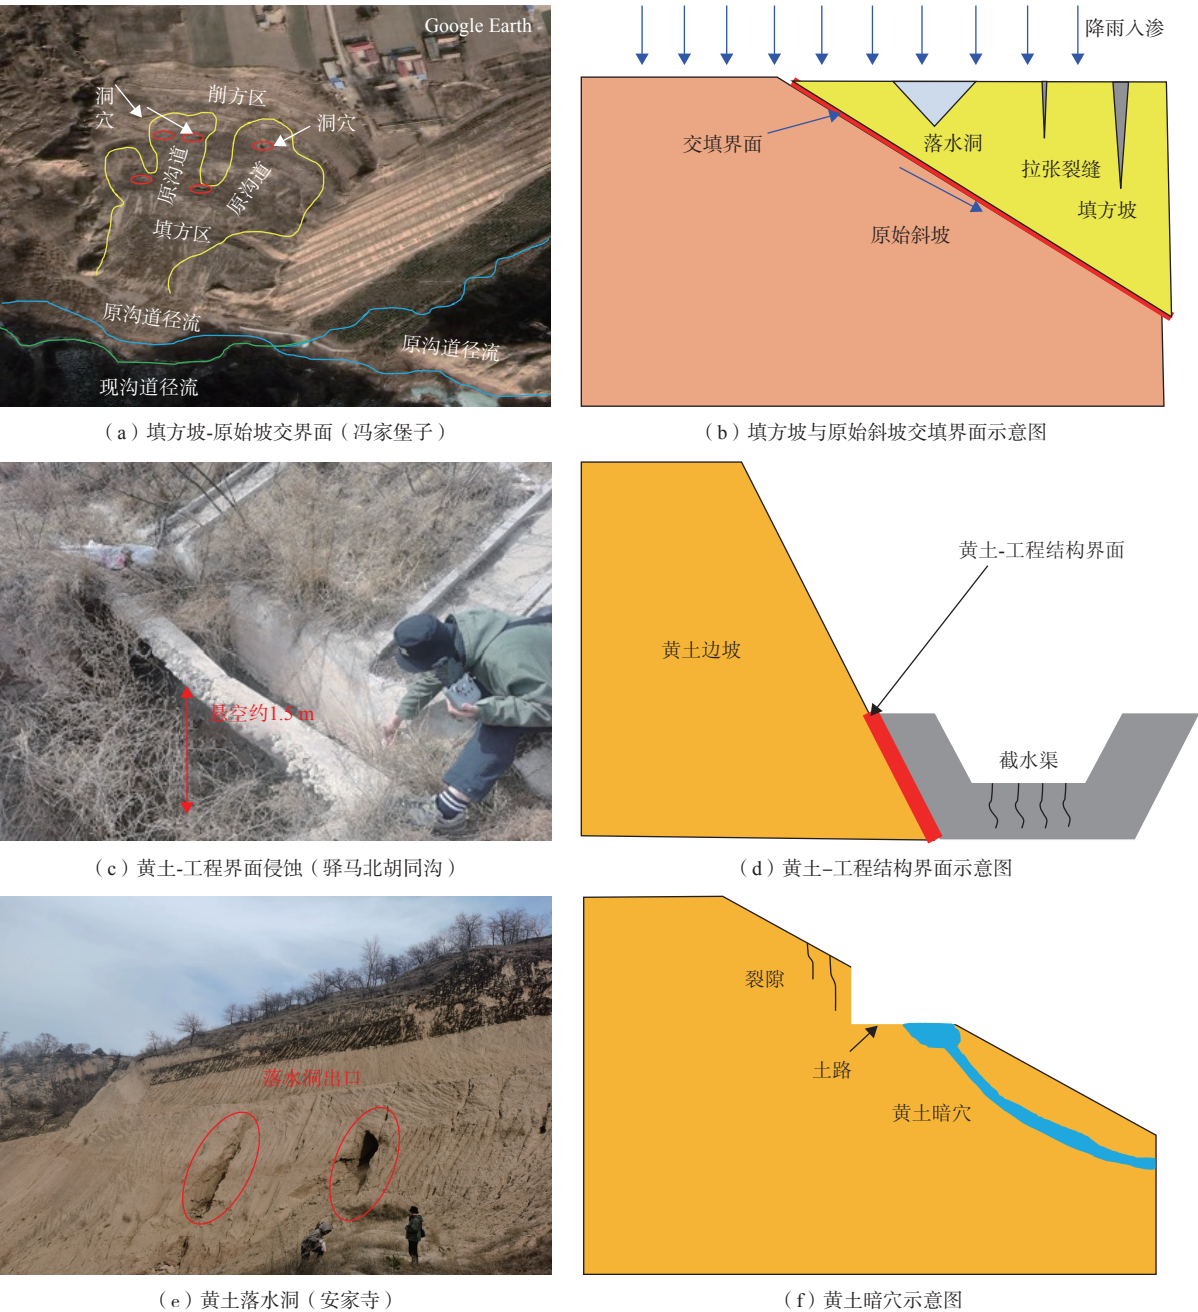 Google Earth
洞穴
削方区
洞穴
原沟道
原沟道
填方区
原沟道径流
原沟道径流
现沟道径流
(a)填方坡-原始坡交界面(冯家堡子)
降雨入渗
交填界面
落水洞
拉张裂缝
填方坡
原始斜坡
(b)填方坡与原始斜坡交填界面示意图
悬空约1.5 m
(c)黄土-工程界面侵蚀(驿马北胡同沟)
黄土-工程结构界面
黄土边坡
截水渠
(d)黄土–工程结构界面示意图
落水洞出口
(e)黄土落水洞(安家寺)
裂隙
土路
黄土暗穴
(f)黄土暗穴示意图